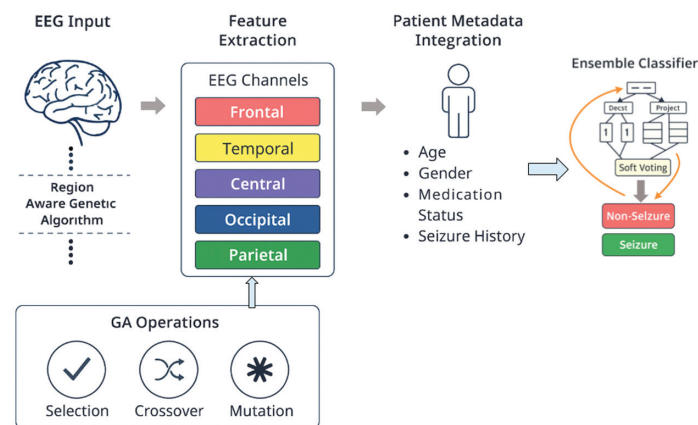 EEG Input
Region
Aware Genetic
Algorithm
Feature
Extraction
EEG Channels
Frontal
Temporal
Central
Occipital
Parietal
GA Operations
Selection
Crossover
Mutation
Patient Metadata
Integration
• Age
• Gender
• Medication
Status
• Seizure History
Ensemble Classifier
Decst
Project
1
1
Soft Voting
Non-Selzure
Seizure